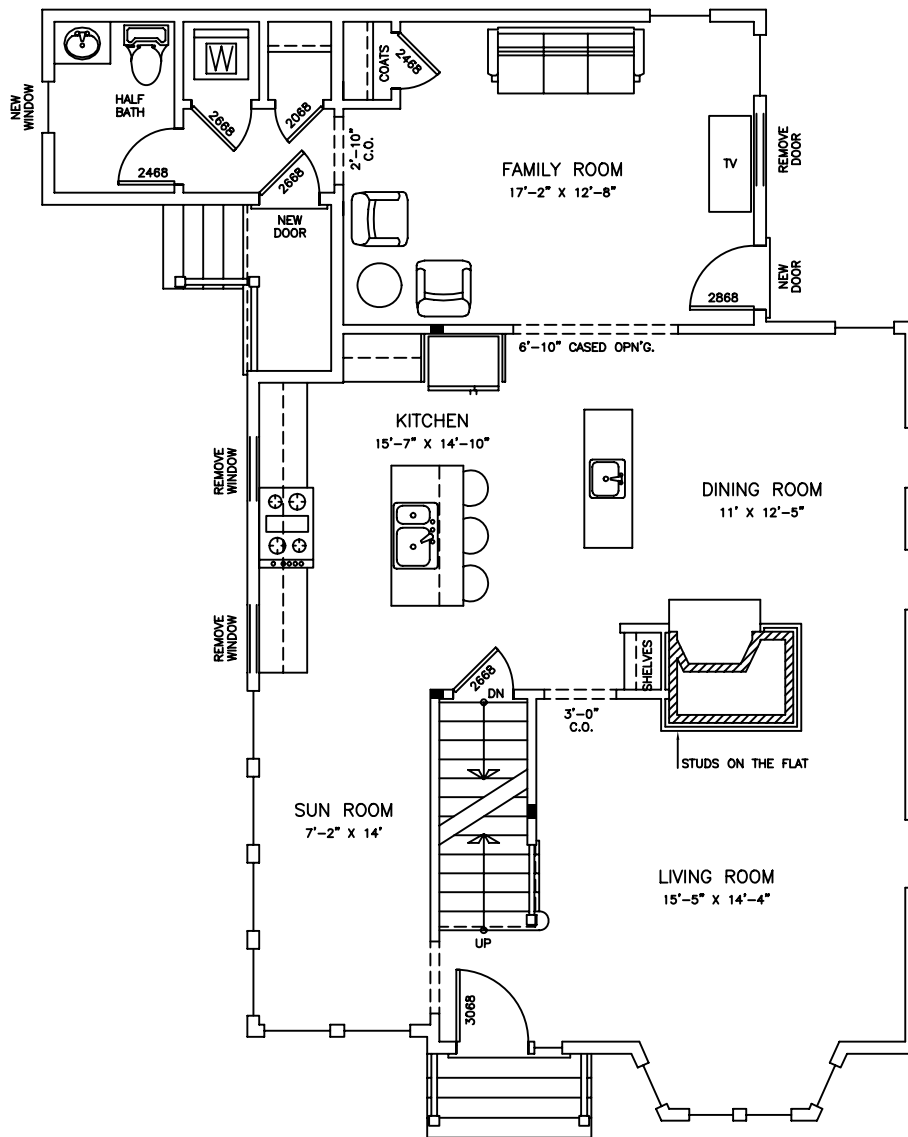 COATS
2468
W
HALF
BATH
NEW
WINDOW
2668
2068
2'-10"
C.O.
FAMILY ROOM
17'-2" X 12'-8"
TV
REMOVE
DOOR
2468
2668
NEW
DOOR
NEW
DOOR
2868
6'-10" CASED OPN'G.
KITCHEN
15'-7" X 14'-10"
REMOVE
WINDOW
DINING ROOM
11' X 12'-5"
REMOVE
WINDOW
SHELVES
2668
DN
3'-0"
C.O.
STUDS ON THE FLAT
SUN ROOM
7'-2" X 14'
LIVING ROOM
15'-5" X 14'-4"
UP
3068